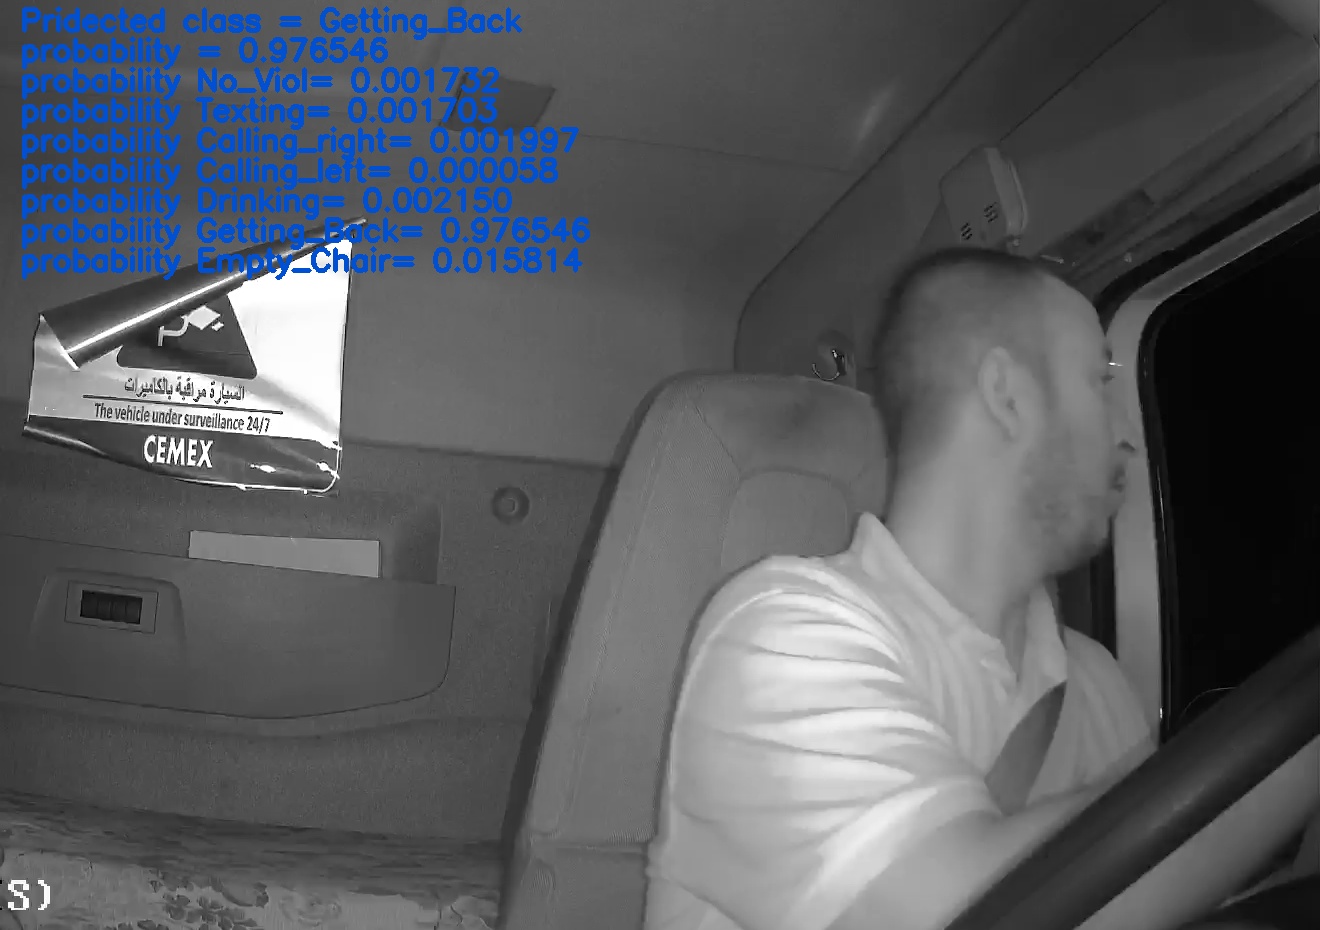 Pridected class = Getting_Back
probability = 0.976546
probability No_Viol= 0.001732
probability Texting= 0.001703
probability Calling_right= 0.001997
probability Calling_left= 0.000058
probability Drinking= 0.002150
probability Getting_Back= 0.976546
probability Empty_Chair= 0.015814
السيارة مراقبة بالكاميرات
The vehicle under surveillance 24/7
CEMEX
S)